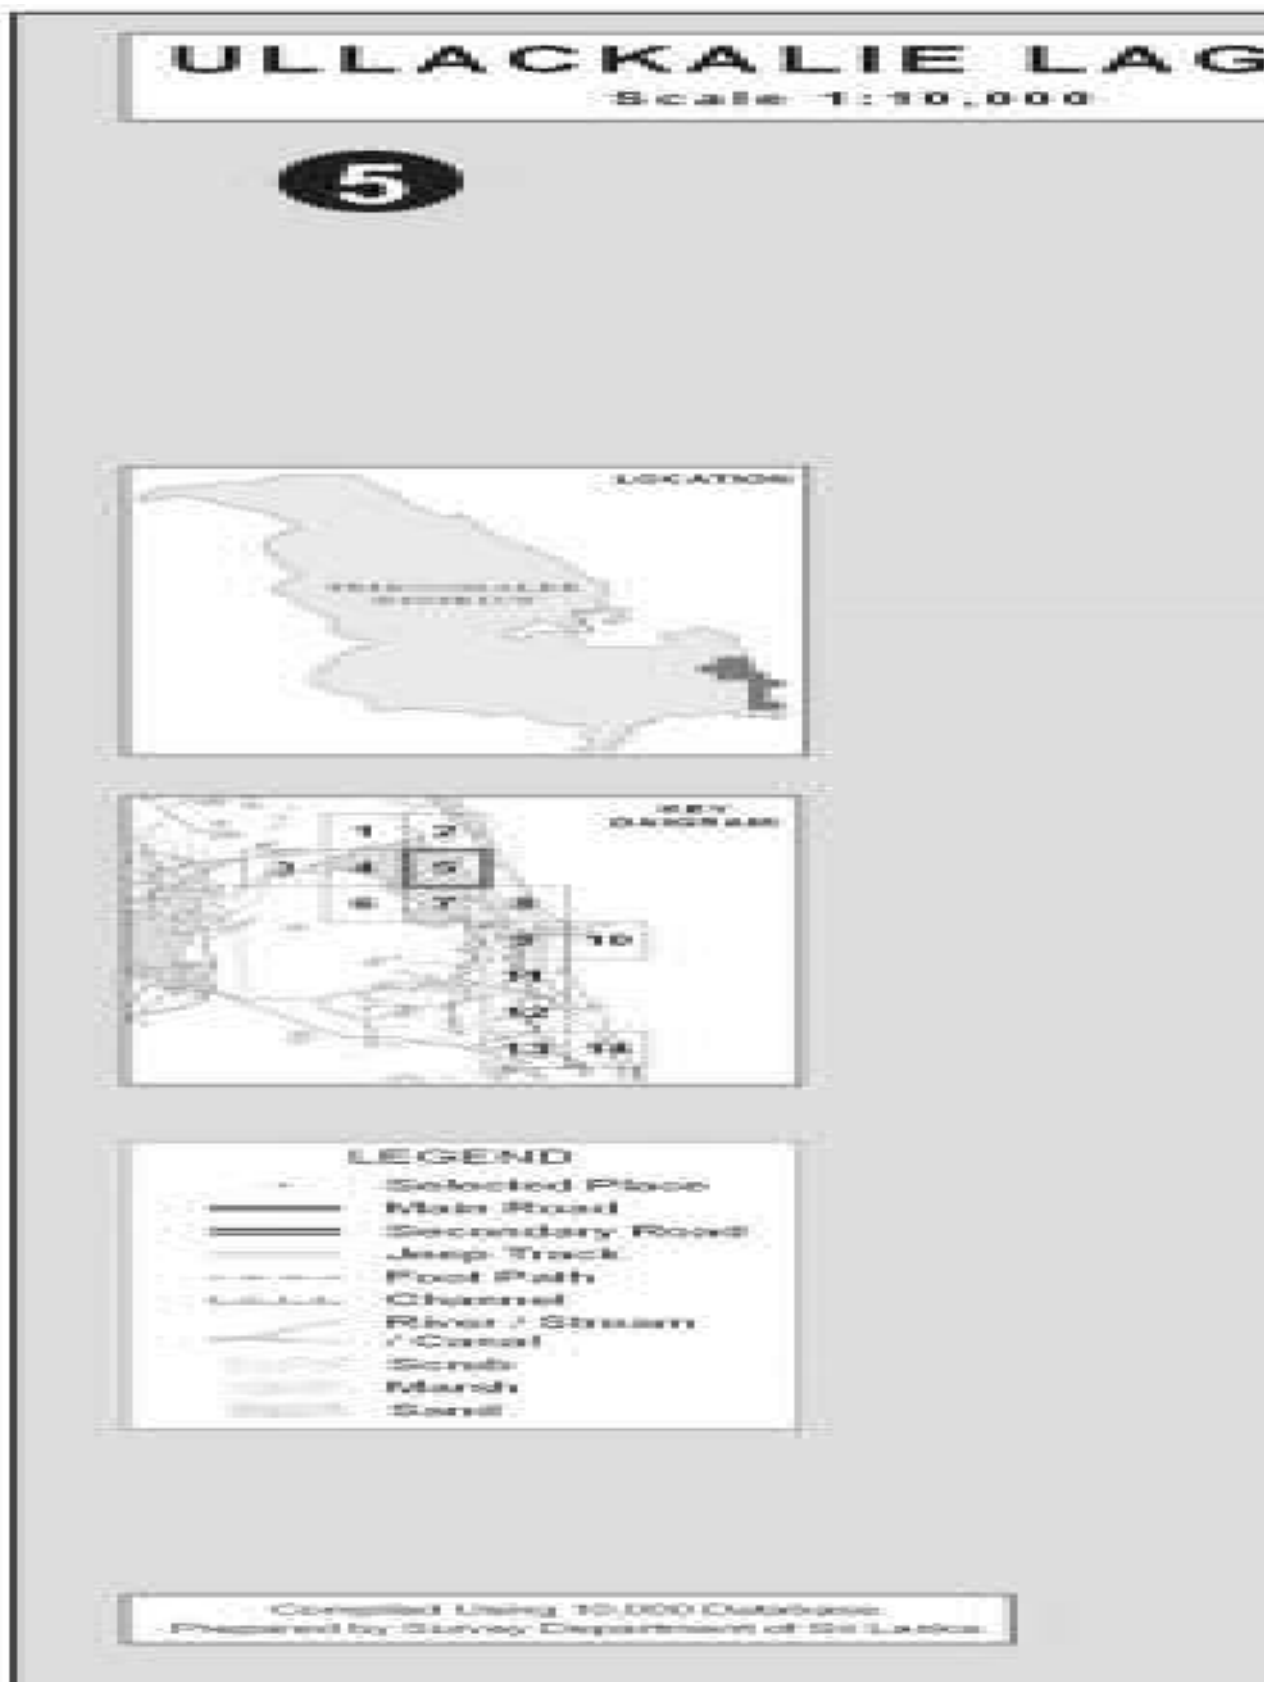 ULLACKALIE LAG
Scale 1:10,000
5
LOCATION
KEY
DAIGRAM
1 2
3 4 5
6 7 8
9 10
11
12
13 14
LEGEND
Selected Place
Main Road
Secondary Road
Jeep Track
Foot Path
Channel
River / Stream
/ Canal
Scrub
Marsh
Sand
Compiled Using 10,000 Database
Prepared by Survey Department of Sri Lanka